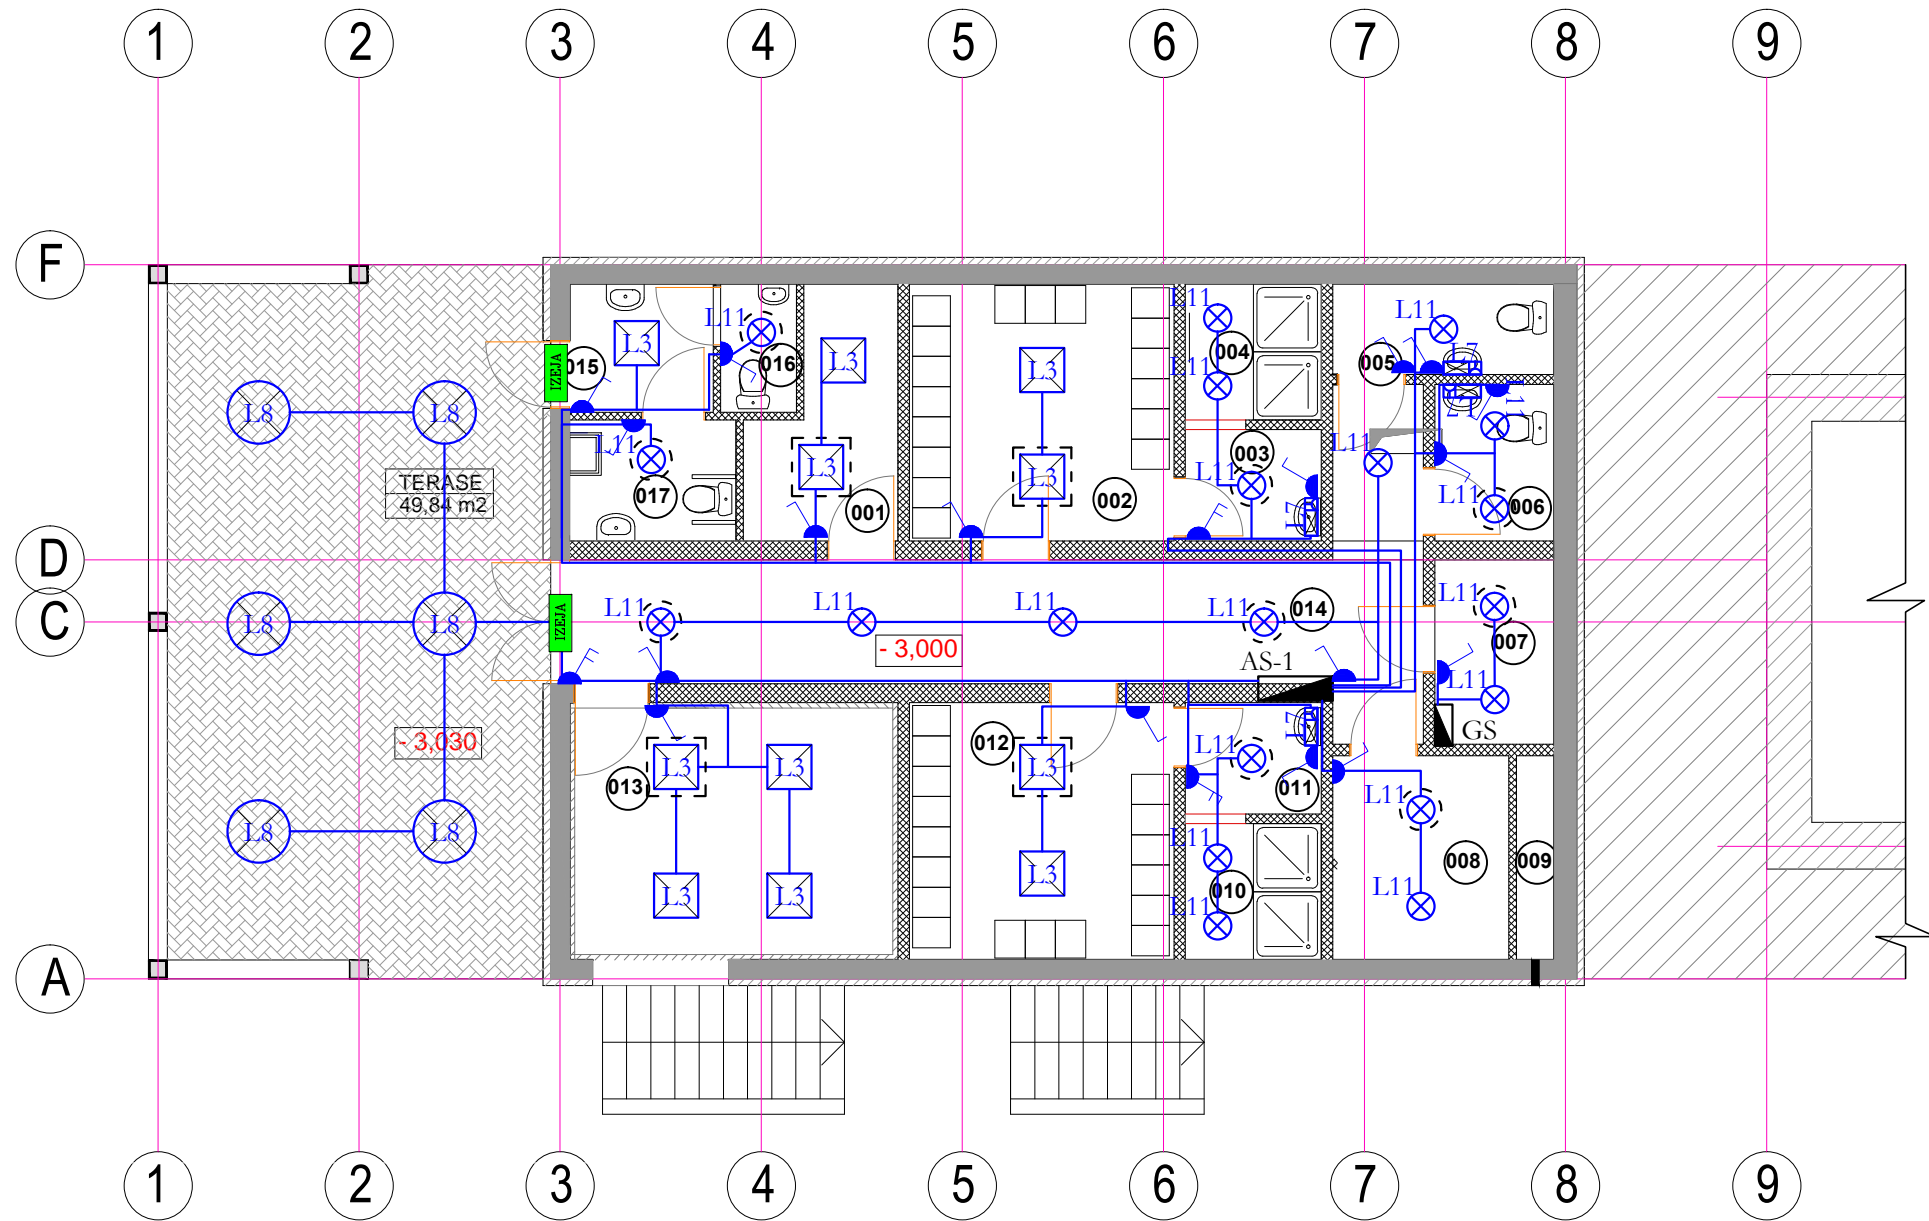 1 2 3 4 5 6 7 8 9
F
L11 L11 L11
L3 015 016 L3 L3 004 005 L7
IZEJA
L11 L11
L8 L8
L11 L3 L3 L11 003 L11
TERASE
49,84 m2
017 001 002 L7 L11 006
D
C
L8 L8 IZEJA L11 L11 L11 L11 014 L11 007
- 3,000
AS-1
L11
GS
- 3,030
L3 L3 012 L3 L11 L7
013 011 L11
L8 L8
L11 008 009
L3 L3 L3 010 L11
L11
A
1 2 3 4 5 6 7 8 9